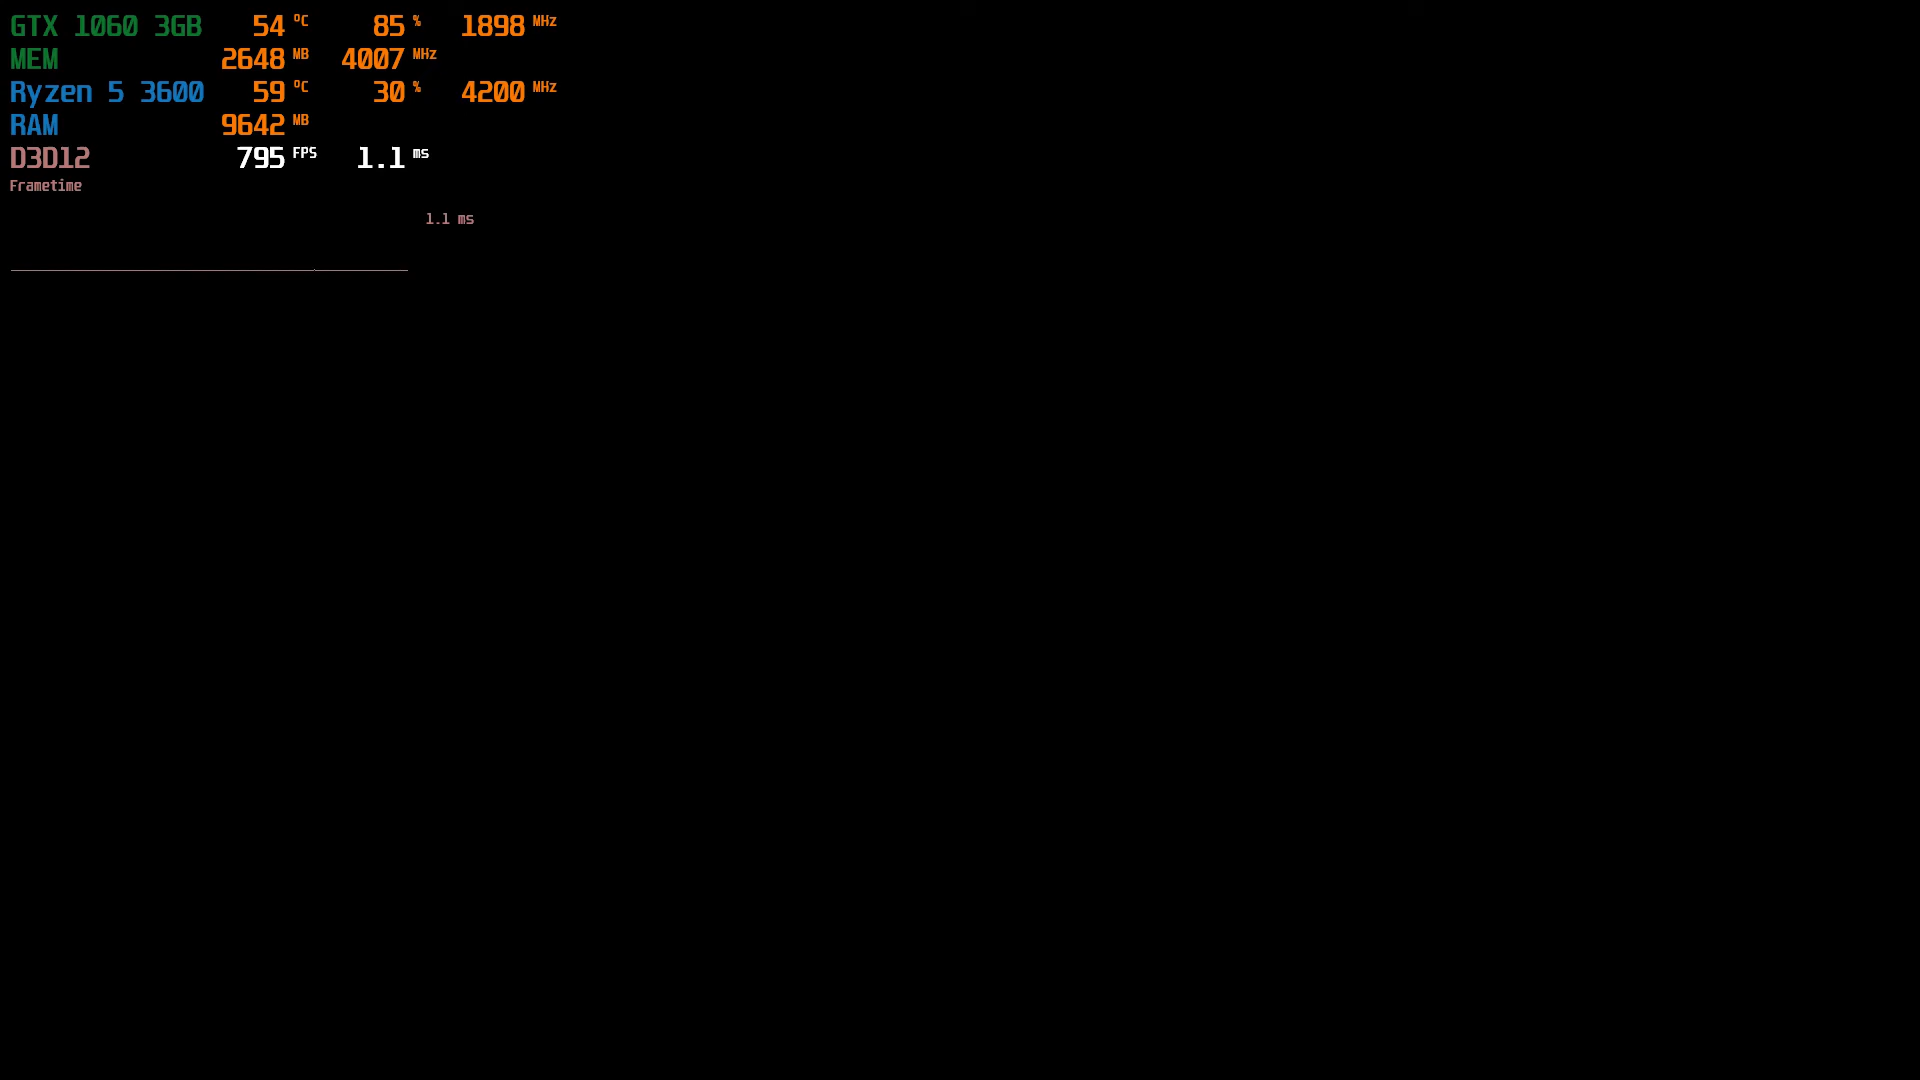 GTX 1060 3GB 54 °C 85 % 1898 MHz
MEM 2648 MB 4007 MHz
Ryzen 5 3600 59 °C 30 % 4200 MHz
RAM 9642 MB
D3D12 795 FPS 1.1 ms
Frametime
1.1 ms